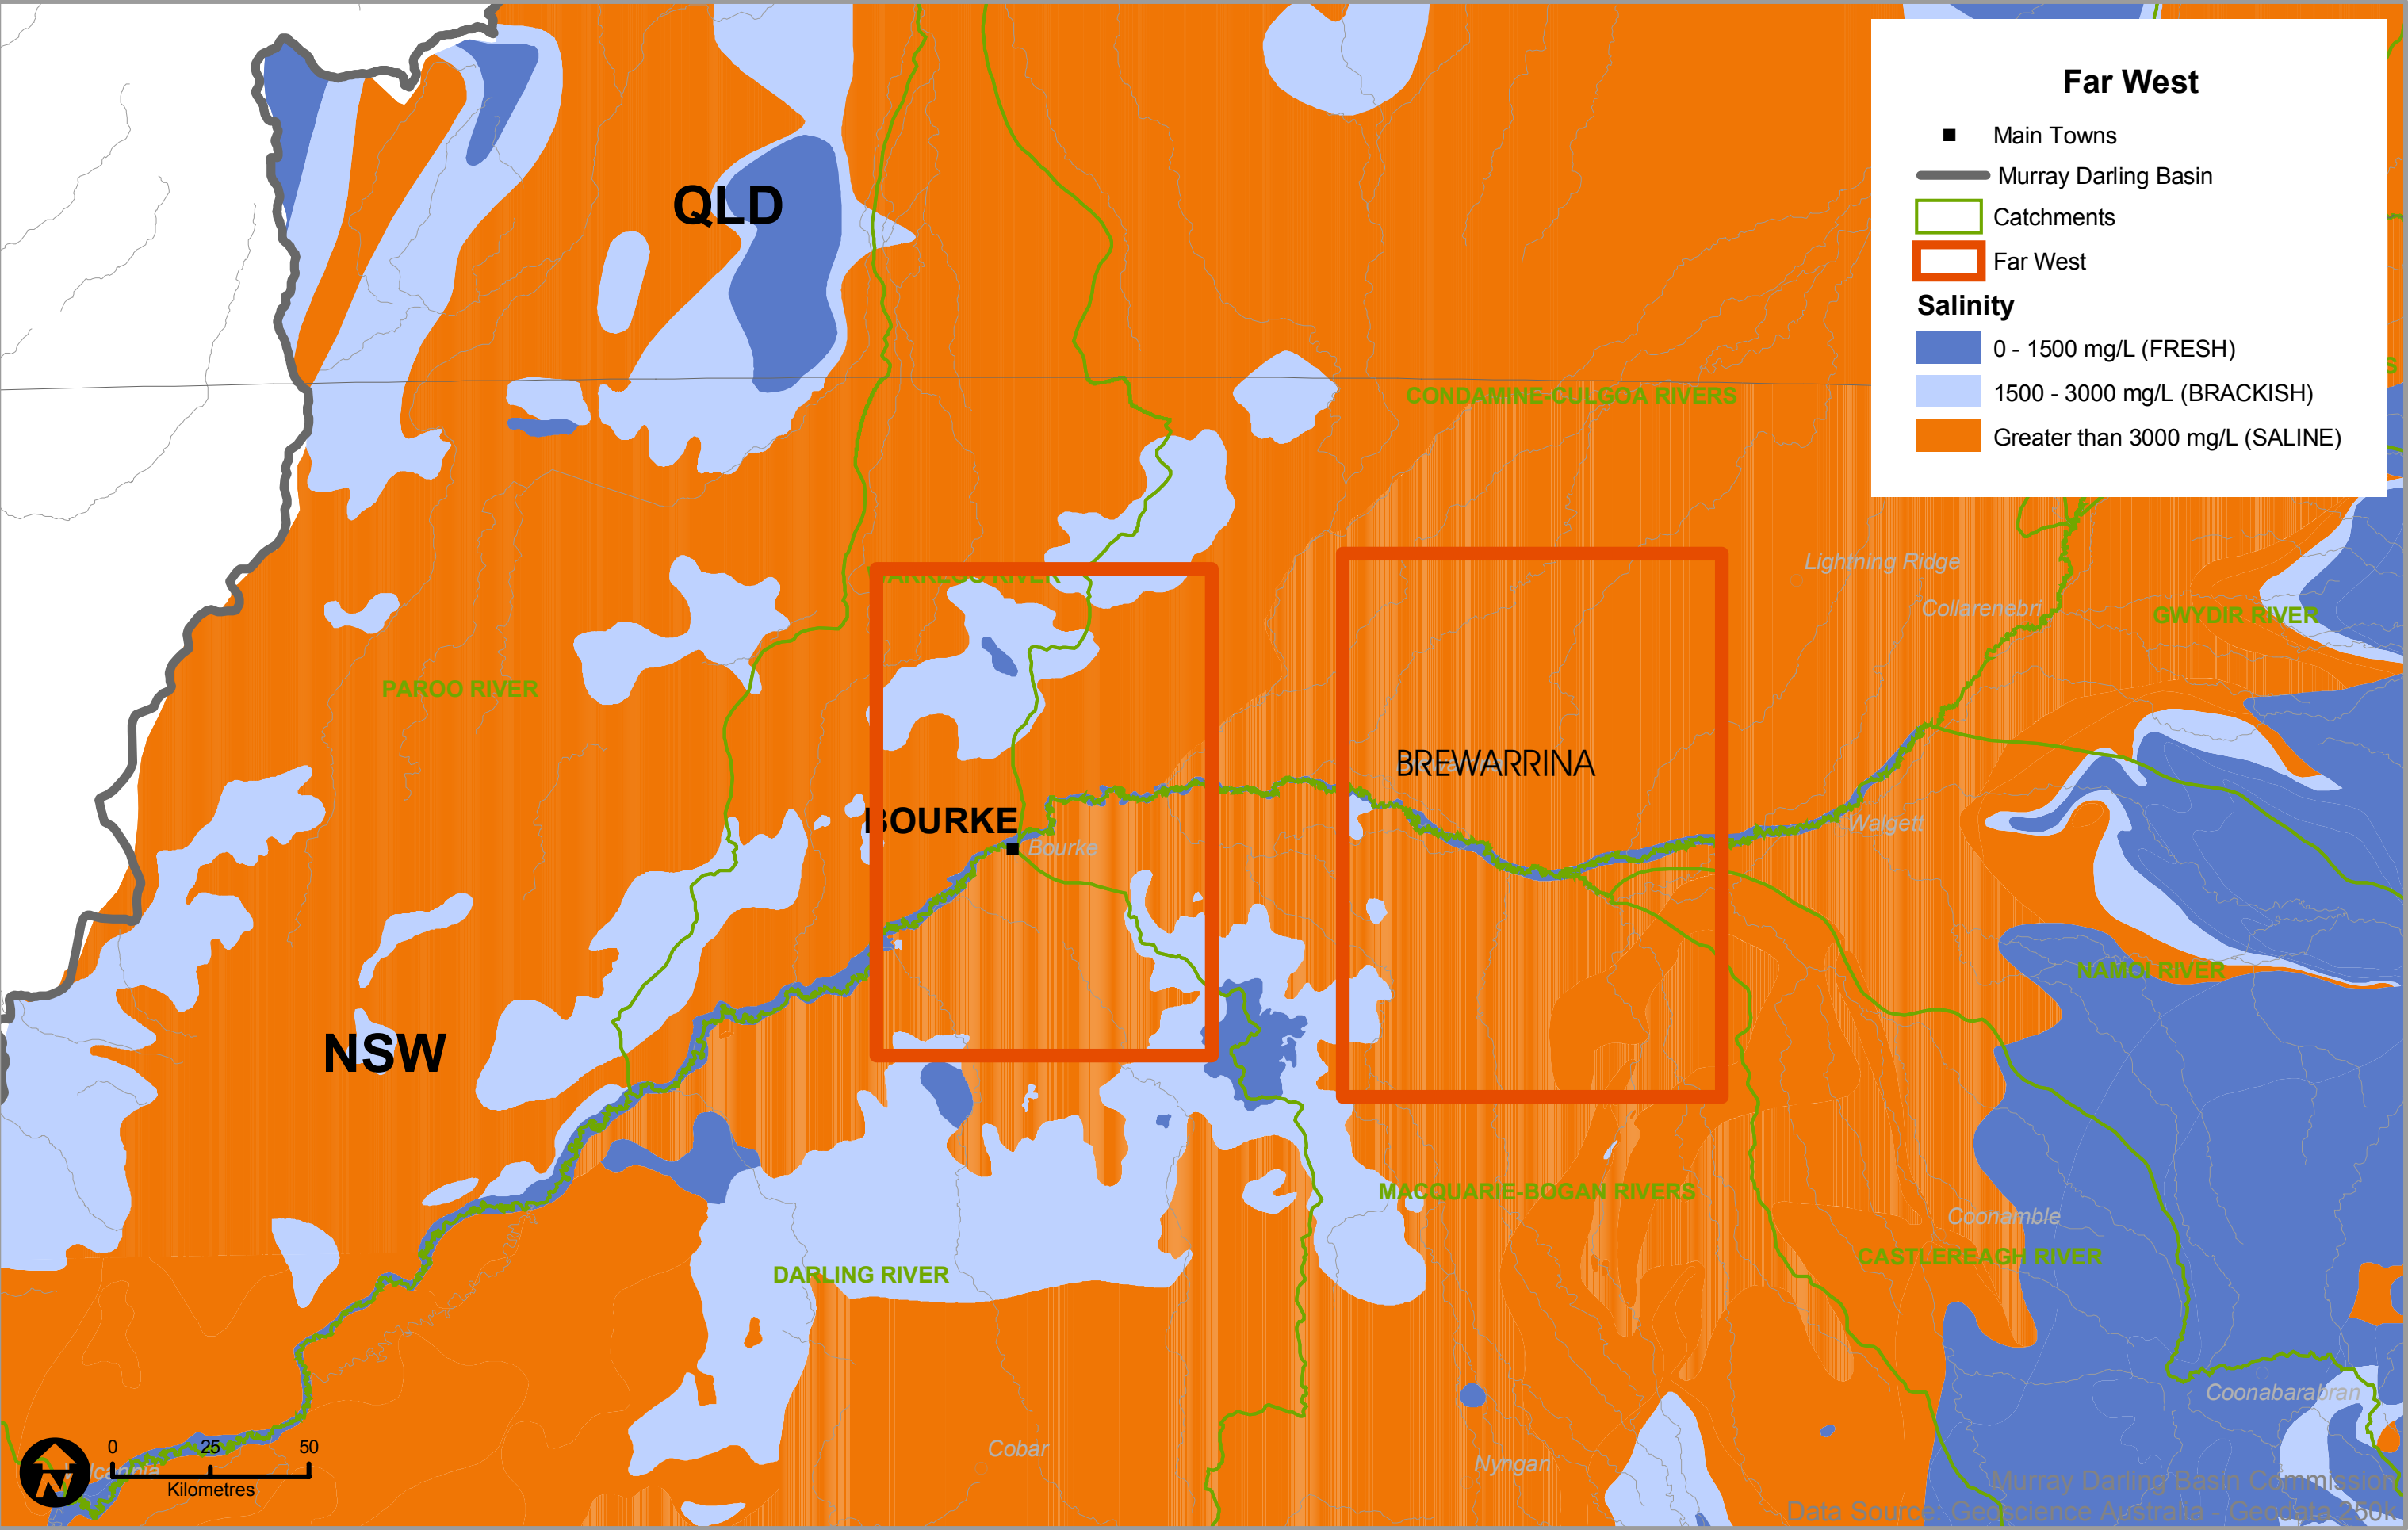 Far West
Main Towns
Murray Darling Basin
Catchments
Far West
Salinity
0 - 1500 mg/L (FRESH)
1500 - 3000 mg/L (BRACKISH)
Greater than 3000 mg/L (SALINE)
QLD
CONDAMINE-CULGOA RIVERS
Lightning Ridge
RIVER
Collarenebri
GWYDIR RIVER
PAROO RIVER
BREWARRINA
BOURKE
Bourke
Walgett
NAMOI RIVER
NSW
MACQUARIE-BOGAN RIVERS
Coonamble
CASTLEREAGH RIVER
DARLING RIVER
Coonabarabran
Cobar
Nyngan
0 25 50
Kilometres
N
Murray Darling Basin Commission
Data Source: Geoscience Australia - Geodata 250k